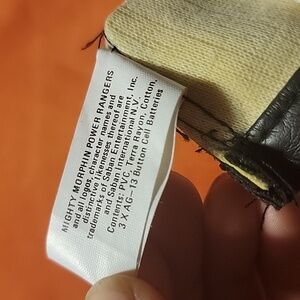 MIGHTY MORPHIN POWER RANGERS
and all logos, character names and
distinctive likenesses thereof are
trademarks of Saban Entertainment, Inc.
and Saban International N.V.
Contents: PVC, Terra Rayon, Cotton,
3 X AG-13 Button Cell Batteries